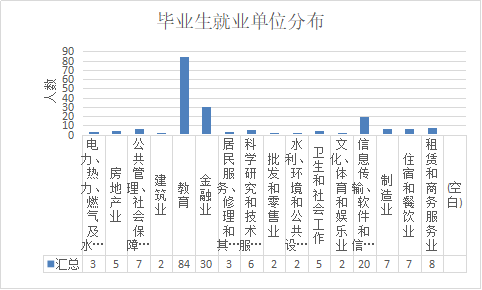 毕业生就业单位分布
人数
90
80
70
60
50
40
30
20
10
0
电力、热力、燃气及水…
房地产业
公共管理、社会保障…
建筑业
教育
金融业
居民服务、修理和其…
科学研究和技术服…
批发和零售业
水利、环境和公共设…
卫生和社会工作
文化、体育和娱乐业
信息传输、软件和信…
制造业
住宿和餐饮业
租赁和商务服务业
(空白)
汇总 3 5 7 2 84 30 3 6 2 2 5 2 20 7 7 8